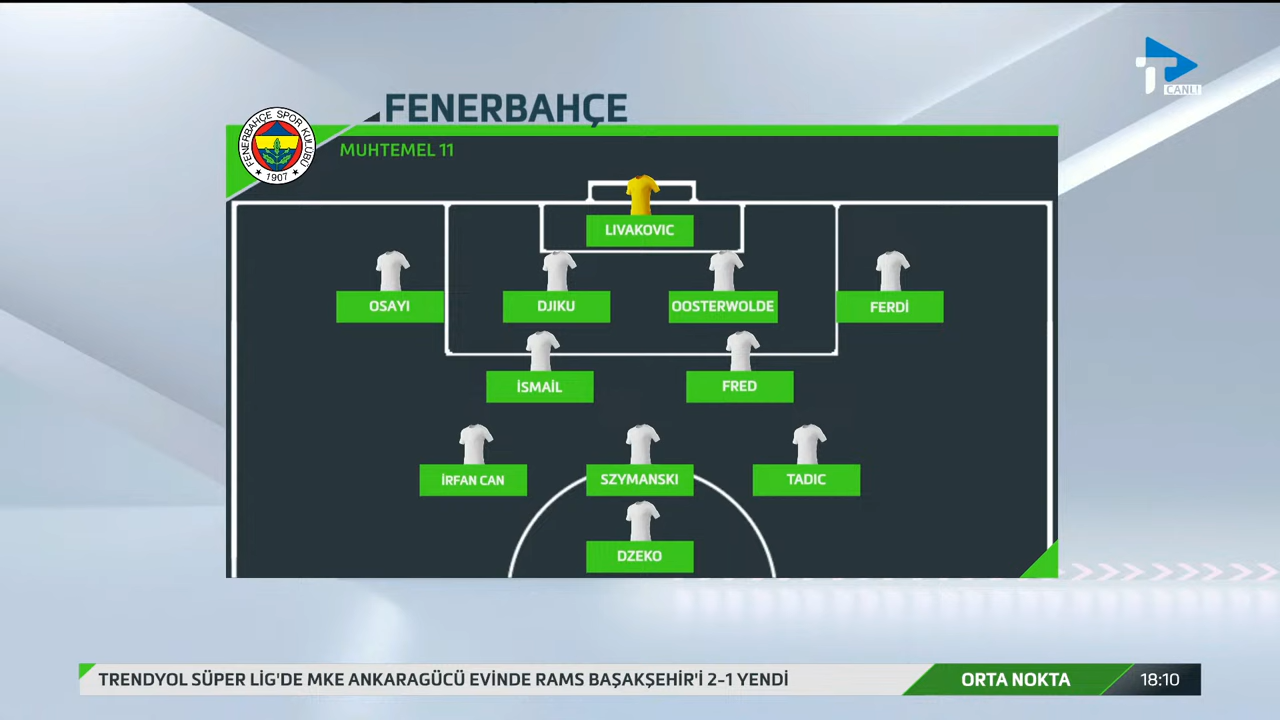 T
CANLI
FENERBAHÇE
FENERBAHÇE SPOR KULÜBÜ
★ 1907 ★
MUHTEMEL 11
LIVAKOVIC
OSAYI
DJIKU
OOSTERWOLDE
FERDİ
İSMAİL
FRED
İRFAN CAN
SZYMANSKI
TADIC
DZEKO
TRENDYOL SÜPER LİG'DE MKE ANKARAGÜCÜ EVİNDE RAMS BAŞAKŞEHİR'İ 2-1 YENDİ
ORTA NOKTA
18:10